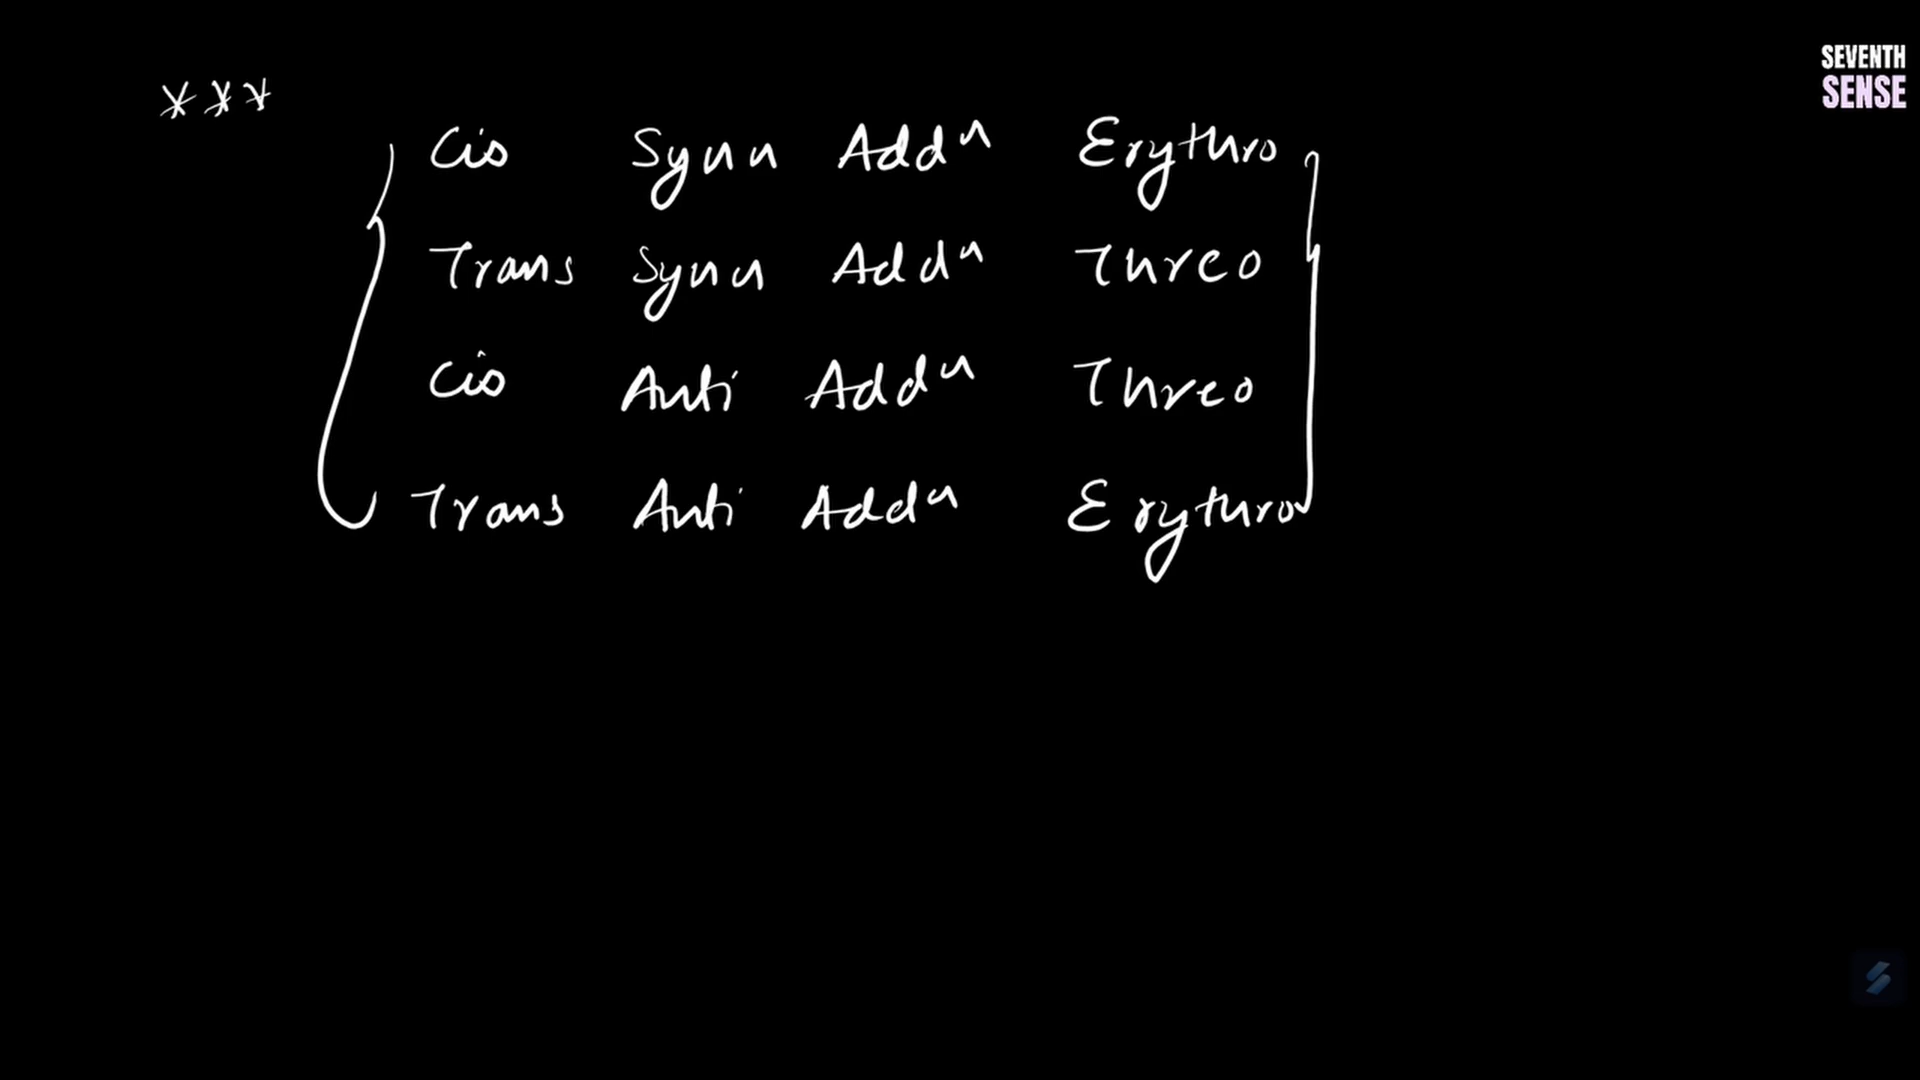 ***
Cis Synn Addⁿ Erythro
Trans Synn Addⁿ Threo
Cis Anti Addⁿ Threo
Trans Anti Addⁿ Erythro
SEVENTH
SENSE